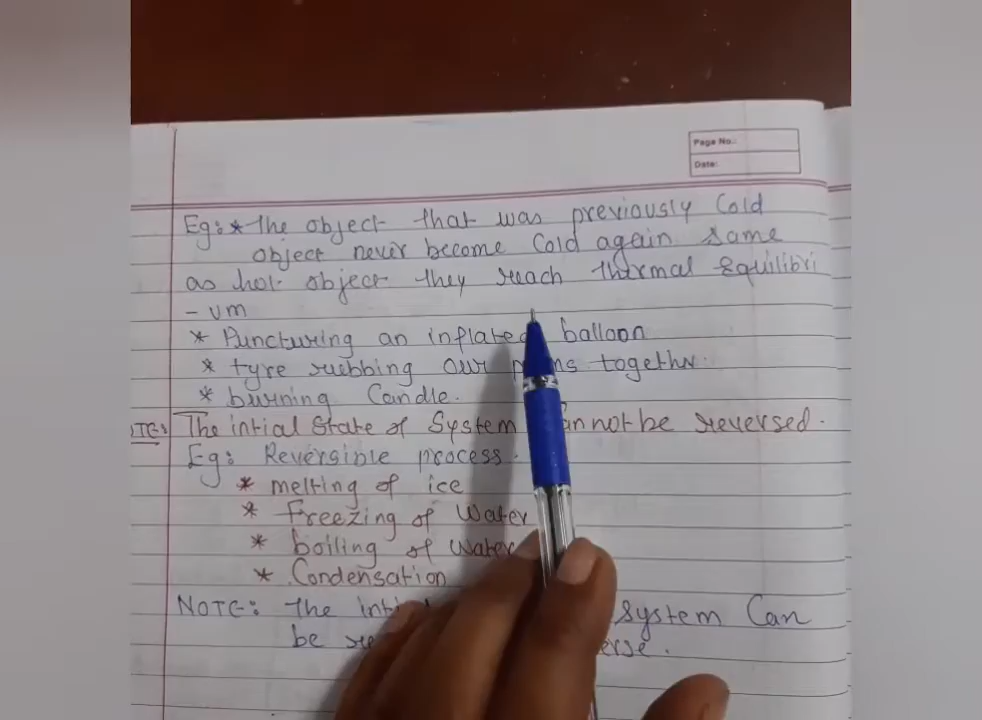 Page No.:
Date:
Eg:* The object that was previously Cold
object never become Cold again same
as hot object they reach thermal Equilibri
- um
* Puncturing an inflated balloon
* tyre rubbing our together.
* burning Candle.
The intial State of System not be reversed.
Eg: Reversible process.
* melting of ice
* Freezing of Water
* boiling of Water
* Condensation
NOTE: The system Can
be